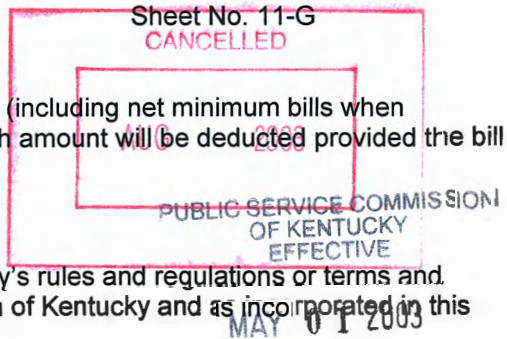 Sheet No. 11-G
CANCELLED
(including net minimum bills when
h amount will be deducted provided the bill
AUG 2003
PUBLIC SERVICE COMMISSION
OF KENTUCKY
EFFECTIVE
y's rules and regulations or terms and
n of Kentucky and as incorporated in this
MAY 01 2003